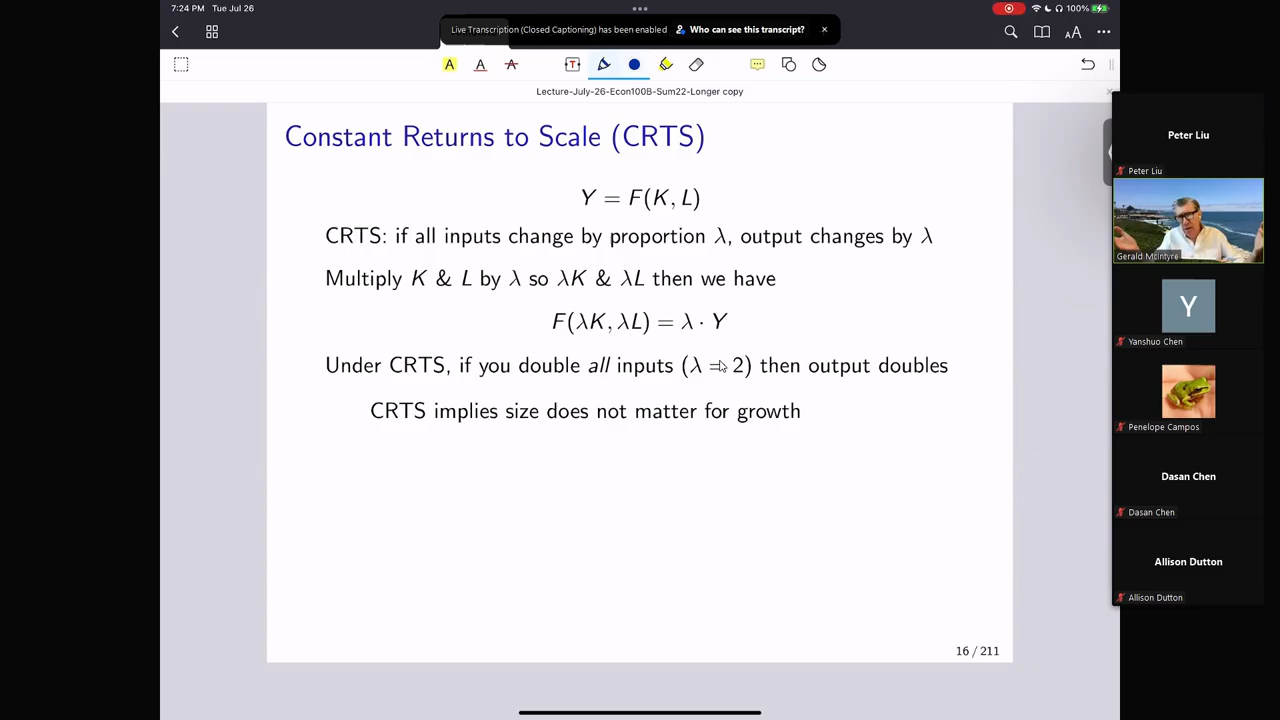 7:24 PM Tue Jul 26
100%
Live Transcription (Closed Captioning) has been enabled Who can see this transcript?
A A A T
Lecture-July-26-Econ100B-Sum22-Longer copy
Constant Returns to Scale (CRTS)
Y = F(K, L)
CRTS: if all inputs change by proportion λ, output changes by λ
Multiply K & L by λ so λK & λL then we have
F(λK, λL) = λ · Y
Under CRTS, if you double all inputs (λ = 2) then output doubles
CRTS implies size does not matter for growth
16 / 211
Peter Liu
Peter Liu
Gerald McIntyre
Y
Yanshuo Chen
Penelope Campos
Dasan Chen
Dasan Chen
Allison Dutton
Allison Dutton